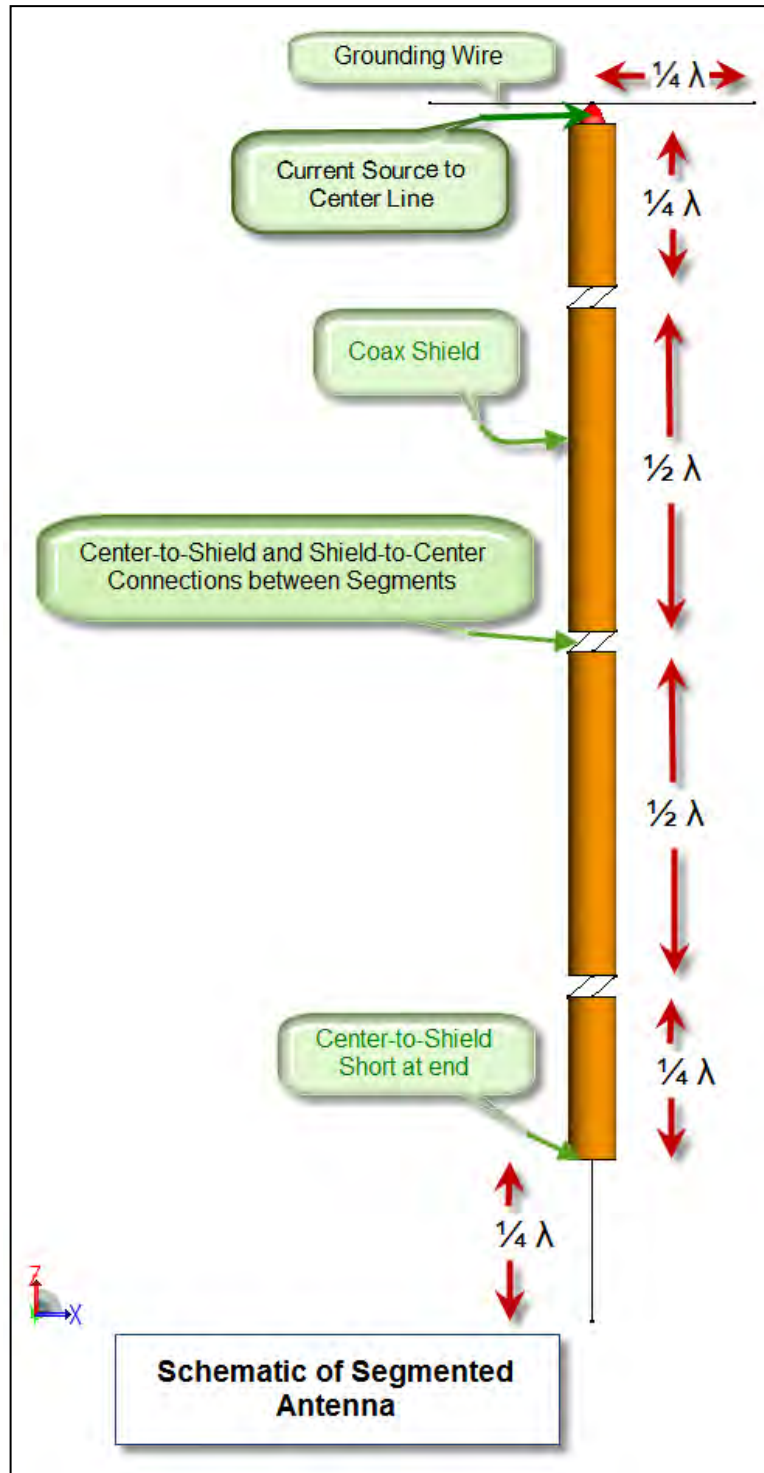 Grounding Wire
¼ λ
Current Source to
Center Line
¼ λ
Coax Shield
½ λ
Center-to-Shield and Shield-to-Center
Connections between Segments
½ λ
Center-to-Shield
Short at end
¼ λ
¼ λ
Z
X
Schematic of Segmented
Antenna